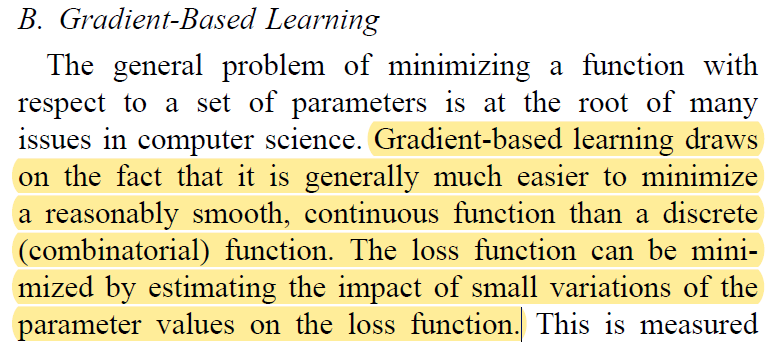 B. Gradient-Based Learning
The general problem of minimizing a function with
respect to a set of parameters is at the root of many
issues in computer science. Gradient-based learning draws
on the fact that it is generally much easier to minimize
a reasonably smooth, continuous function than a discrete
(combinatorial) function. The loss function can be mini-
mized by estimating the impact of small variations of the
parameter values on the loss function. This is measured